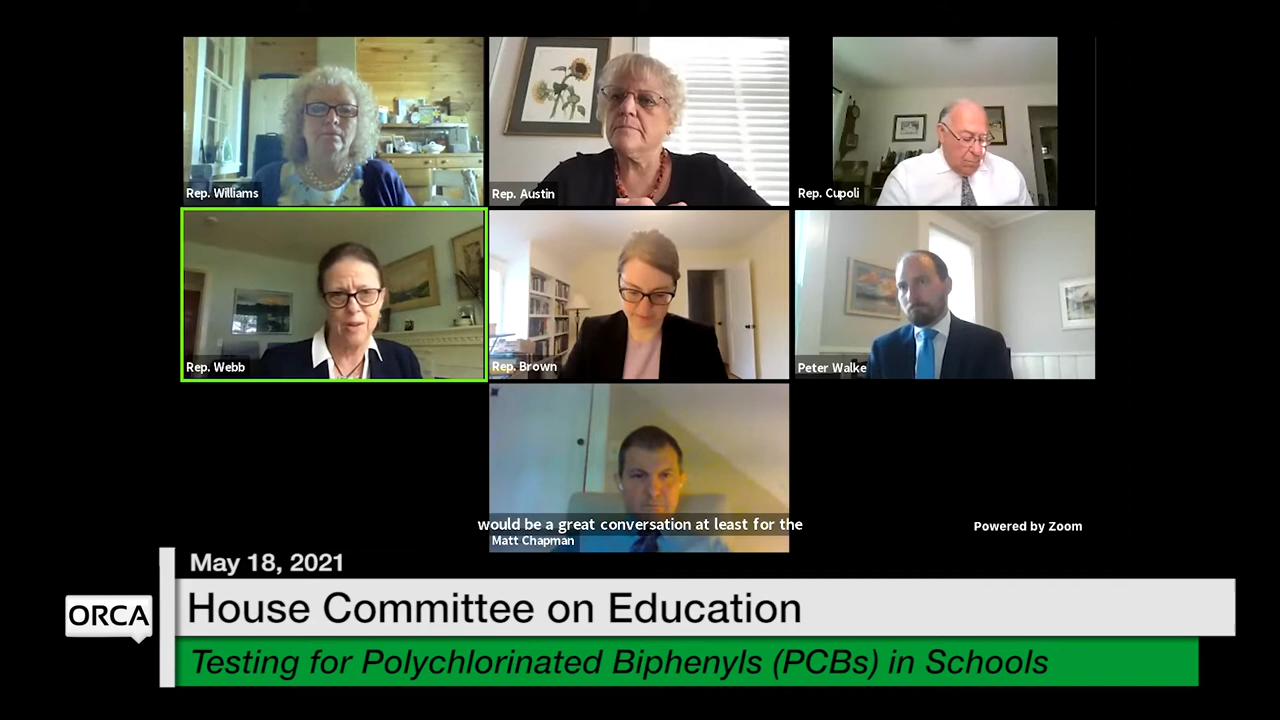 Rep. Williams
Rep. Austin
Rep. Cupoli
Rep. Webb
Rep. Brown
Peter Walke
would be a great conversation at least for the
Matt Chapman
Powered by Zoom
May 18, 2021
ORCA
House Committee on Education
Testing for Polychlorinated Biphenyls (PCBs) in Schools